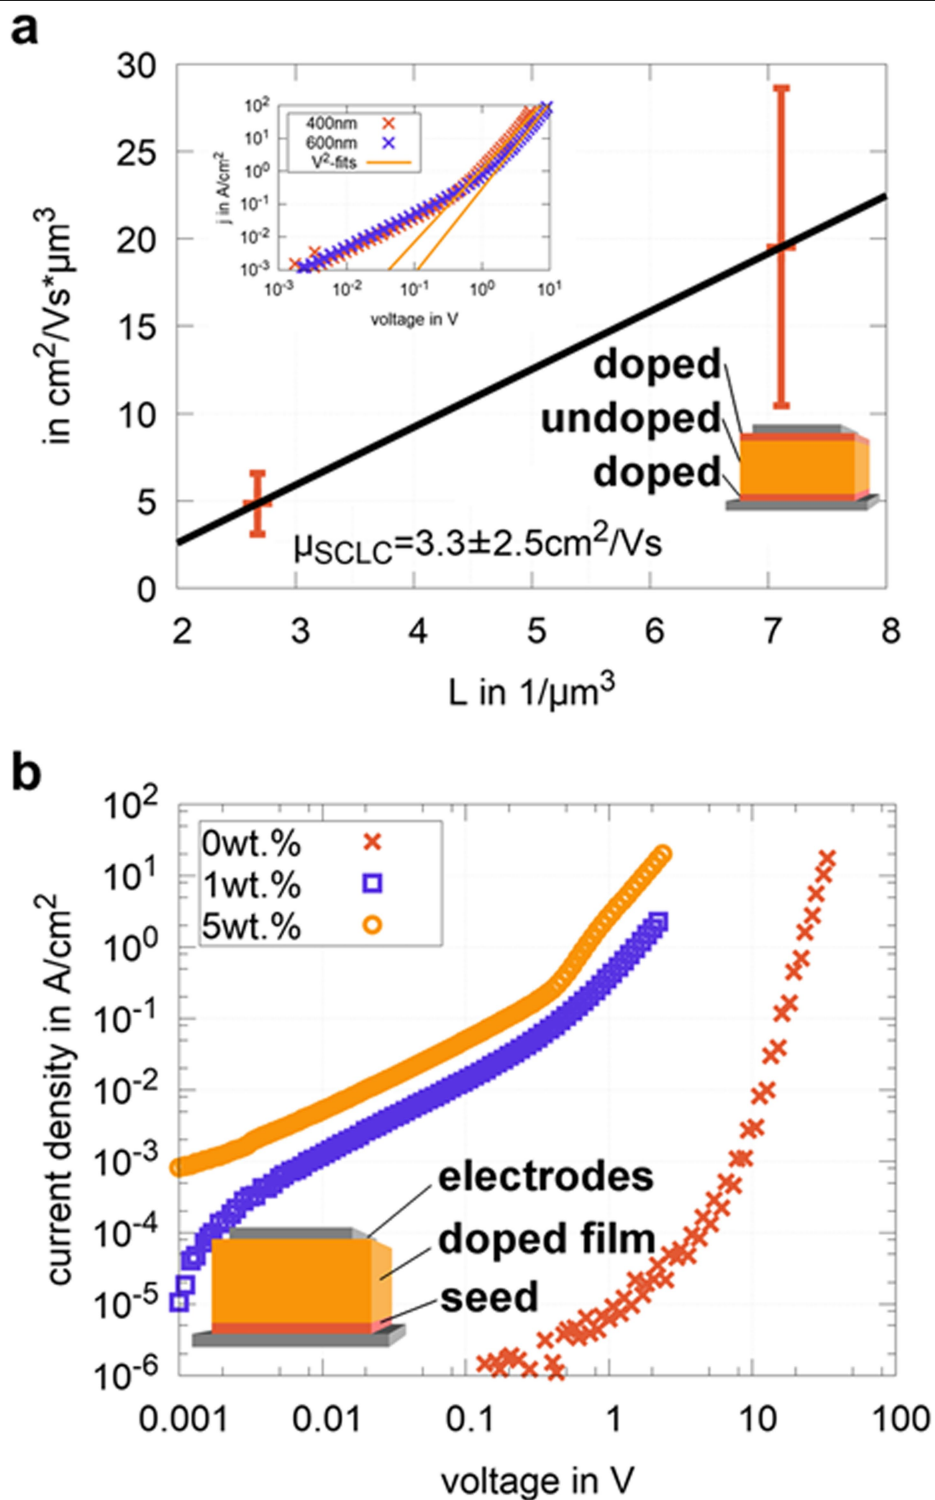 a
30
25
20
15
10
5
0
in cm²/Vs*µm³
10²
10¹
10⁰
10⁻¹
10⁻²
10⁻³
j in A/cm²
400nm
600nm
V²-fits
10⁻³ 10⁻² 10⁻¹ 10⁰ 10¹
voltage in V
doped
undoped
doped
µSCLC=3.3±2.5cm²/Vs
2 3 4 5 6 7 8
L in 1/µm³
b
10²
10¹
10⁰
10⁻¹
10⁻²
10⁻³
10⁻⁴
10⁻⁵
10⁻⁶
current density in A/cm²
0wt.%
1wt.%
5wt.%
electrodes
doped film
seed
0.001 0.01 0.1 1 10 100
voltage in V